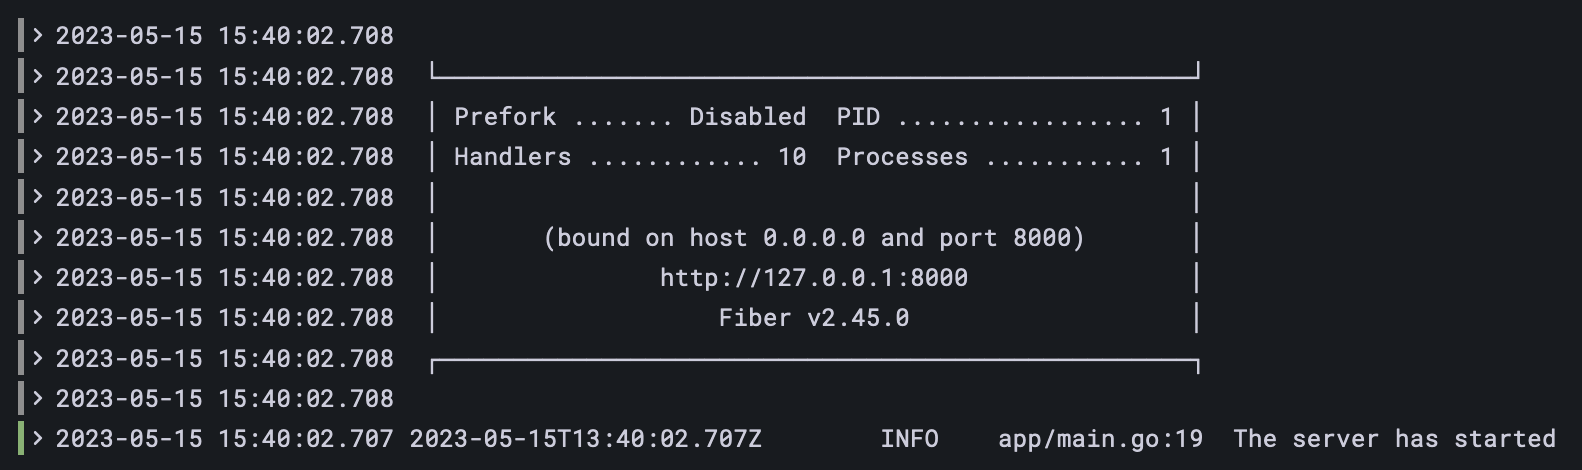 > 2023-05-15 15:40:02.708
> 2023-05-15 15:40:02.708 └───────────────────────────────────────────────────┘
> 2023-05-15 15:40:02.708 │ Prefork ....... Disabled  PID ................. 1 │
> 2023-05-15 15:40:02.708 │ Handlers ............ 10  Processes ........... 1 │
> 2023-05-15 15:40:02.708 │                                                   │
> 2023-05-15 15:40:02.708 │       (bound on host 0.0.0.0 and port 8000)       │
> 2023-05-15 15:40:02.708 │               http://127.0.0.1:8000               │
> 2023-05-15 15:40:02.708 │                   Fiber v2.45.0                   │
> 2023-05-15 15:40:02.708 ┌───────────────────────────────────────────────────┐
> 2023-05-15 15:40:02.708
> 2023-05-15 15:40:02.707 2023-05-15T13:40:02.707Z        INFO    app/main.go:19  The server has started